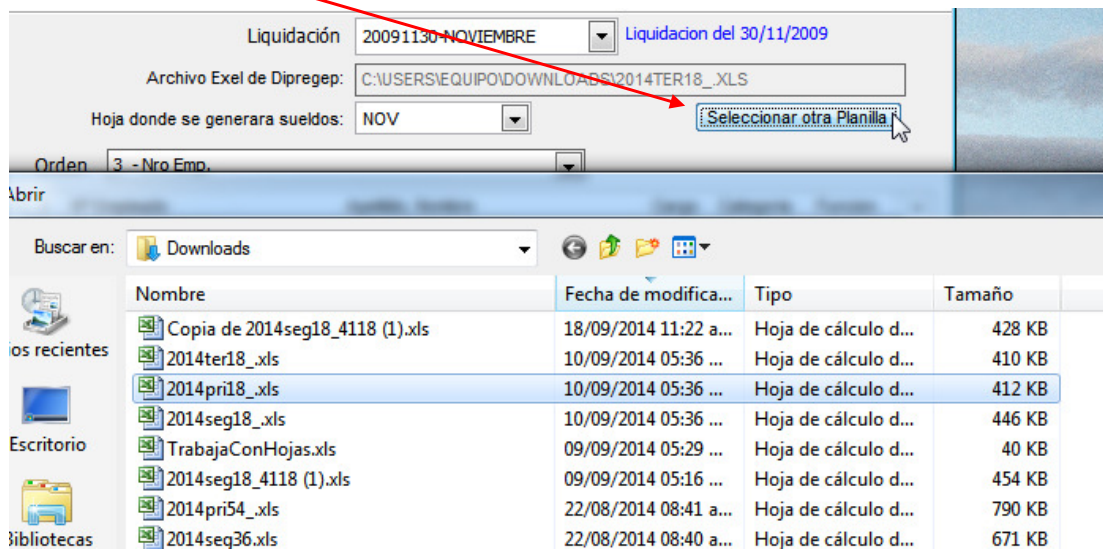 Liquidación 20091130-NOVIEMBRE Liquidacion del 30/11/2009
Archivo Exel de Dipregep: C:\USERS\EQUIPO\DOWNLOADS\2014TER18_.XLS
Hoja donde se generara sueldos: NOV Seleccionar otra Planilla
Orden 3 - Nro Emp.
Abrir
Buscar en: Downloads
Nombre Fecha de modifica... Tipo Tamaño
Copia de 2014seg18_4118 (1).xls 18/09/2014 11:22 a... Hoja de cálculo d... 428 KB
os recientes
2014ter18_.xls 10/09/2014 05:36 ... Hoja de cálculo d... 410 KB
2014pri18_.xls 10/09/2014 05:36 ... Hoja de cálculo d... 412 KB
2014seg18_.xls 10/09/2014 05:36 ... Hoja de cálculo d... 446 KB
Escritorio
TrabajaConHojas.xls 09/09/2014 05:29 ... Hoja de cálculo d... 40 KB
2014seg18_4118 (1).xls 09/09/2014 05:16 ... Hoja de cálculo d... 454 KB
2014pri54_.xls 22/08/2014 08:41 a... Hoja de cálculo d... 790 KB
Bibliotecas
2014seg36.xls 22/08/2014 08:40 a... Hoja de cálculo d... 671 KB